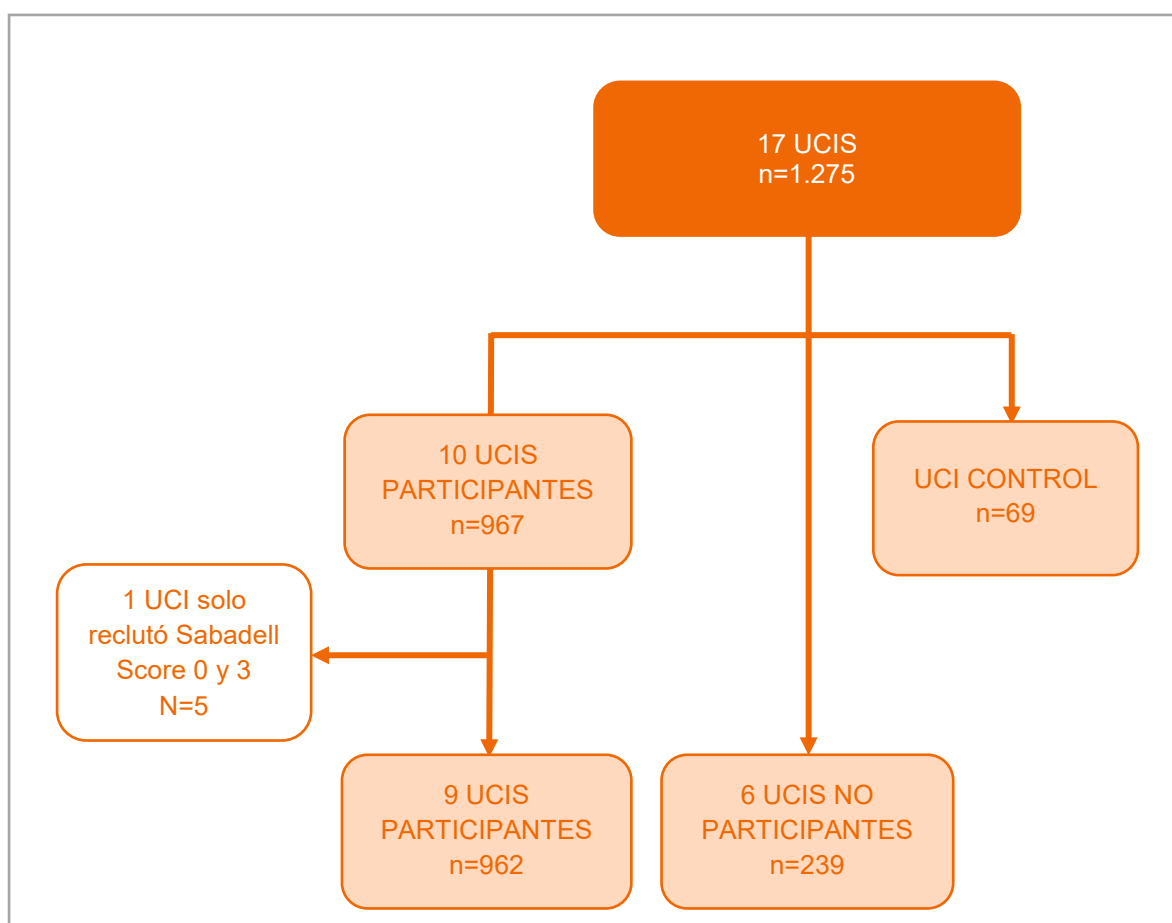 17 UCIS
n=1.275
10 UCIS
PARTICIPANTES
n=967
UCI CONTROL
n=69
1 UCI solo
reclutó Sabadell
Score 0 y 3
N=5
9 UCIS
PARTICIPANTES
n=962
6 UCIS NO
PARTICIPANTES
n=239